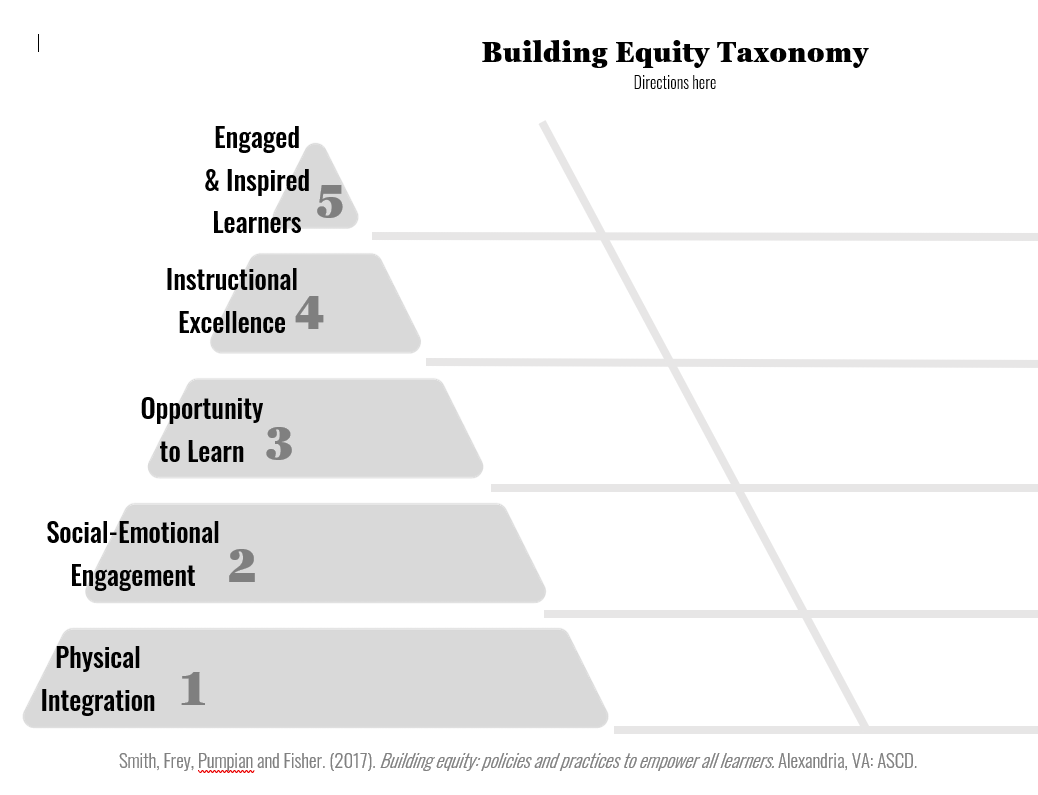 Building Equity Taxonomy
Directions here
Engaged
& Inspired
Learners
5
Instructional
Excellence
4
Opportunity
to Learn
3
Social-Emotional
Engagement
2
Physical
Integration
1
Smith, Frey, Pumpian and Fisher. (2017). Building equity: policies and practices to empower all learners. Alexandria, VA: ASCD.